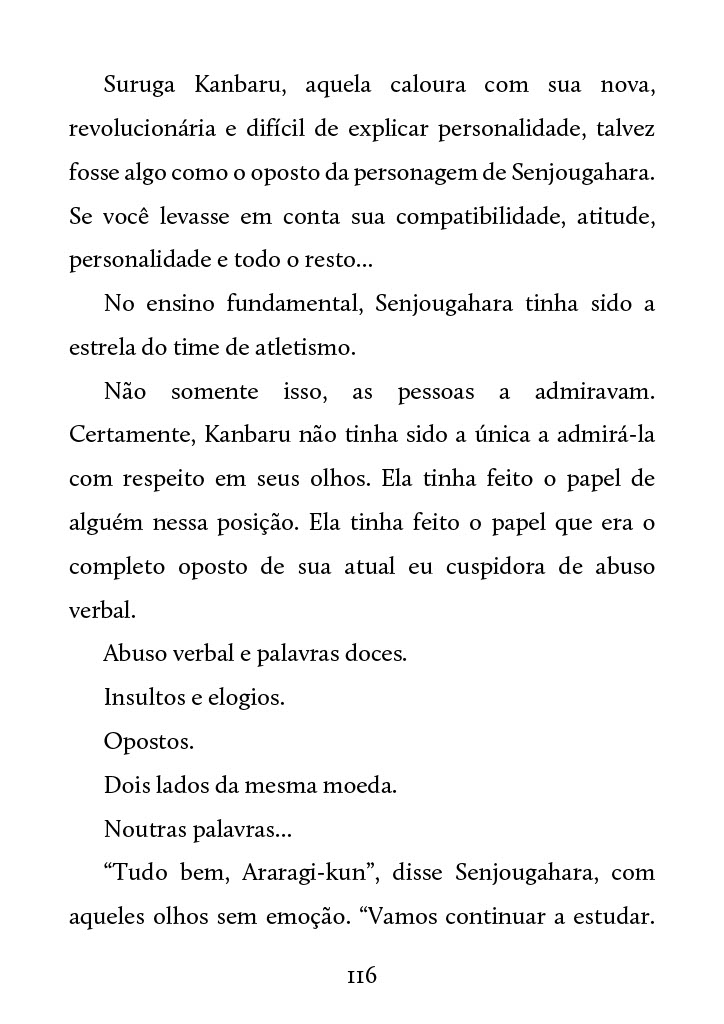 Suruga Kanbaru, aquela caloura com sua nova,
revolucionária e difícil de explicar personalidade, talvez
fosse algo como o oposto da personagem de Senjougahara.
Se você levasse em conta sua compatibilidade, atitude,
personalidade e todo o resto...
No ensino fundamental, Senjougahara tinha sido a
estrela do time de atletismo.
Não somente isso, as pessoas a admiravam.
Certamente, Kanbaru não tinha sido a única a admirá-la
com respeito em seus olhos. Ela tinha feito o papel de
alguém nessa posição. Ela tinha feito o papel que era o
completo oposto de sua atual eu cuspidora de abuso
verbal.
Abuso verbal e palavras doces.
Insultos e elogios.
Opostos.
Dois lados da mesma moeda.
Noutras palavras...
“Tudo bem, Araragi-kun”, disse Senjougahara, com
aqueles olhos sem emoção. “Vamos continuar a estudar.
116